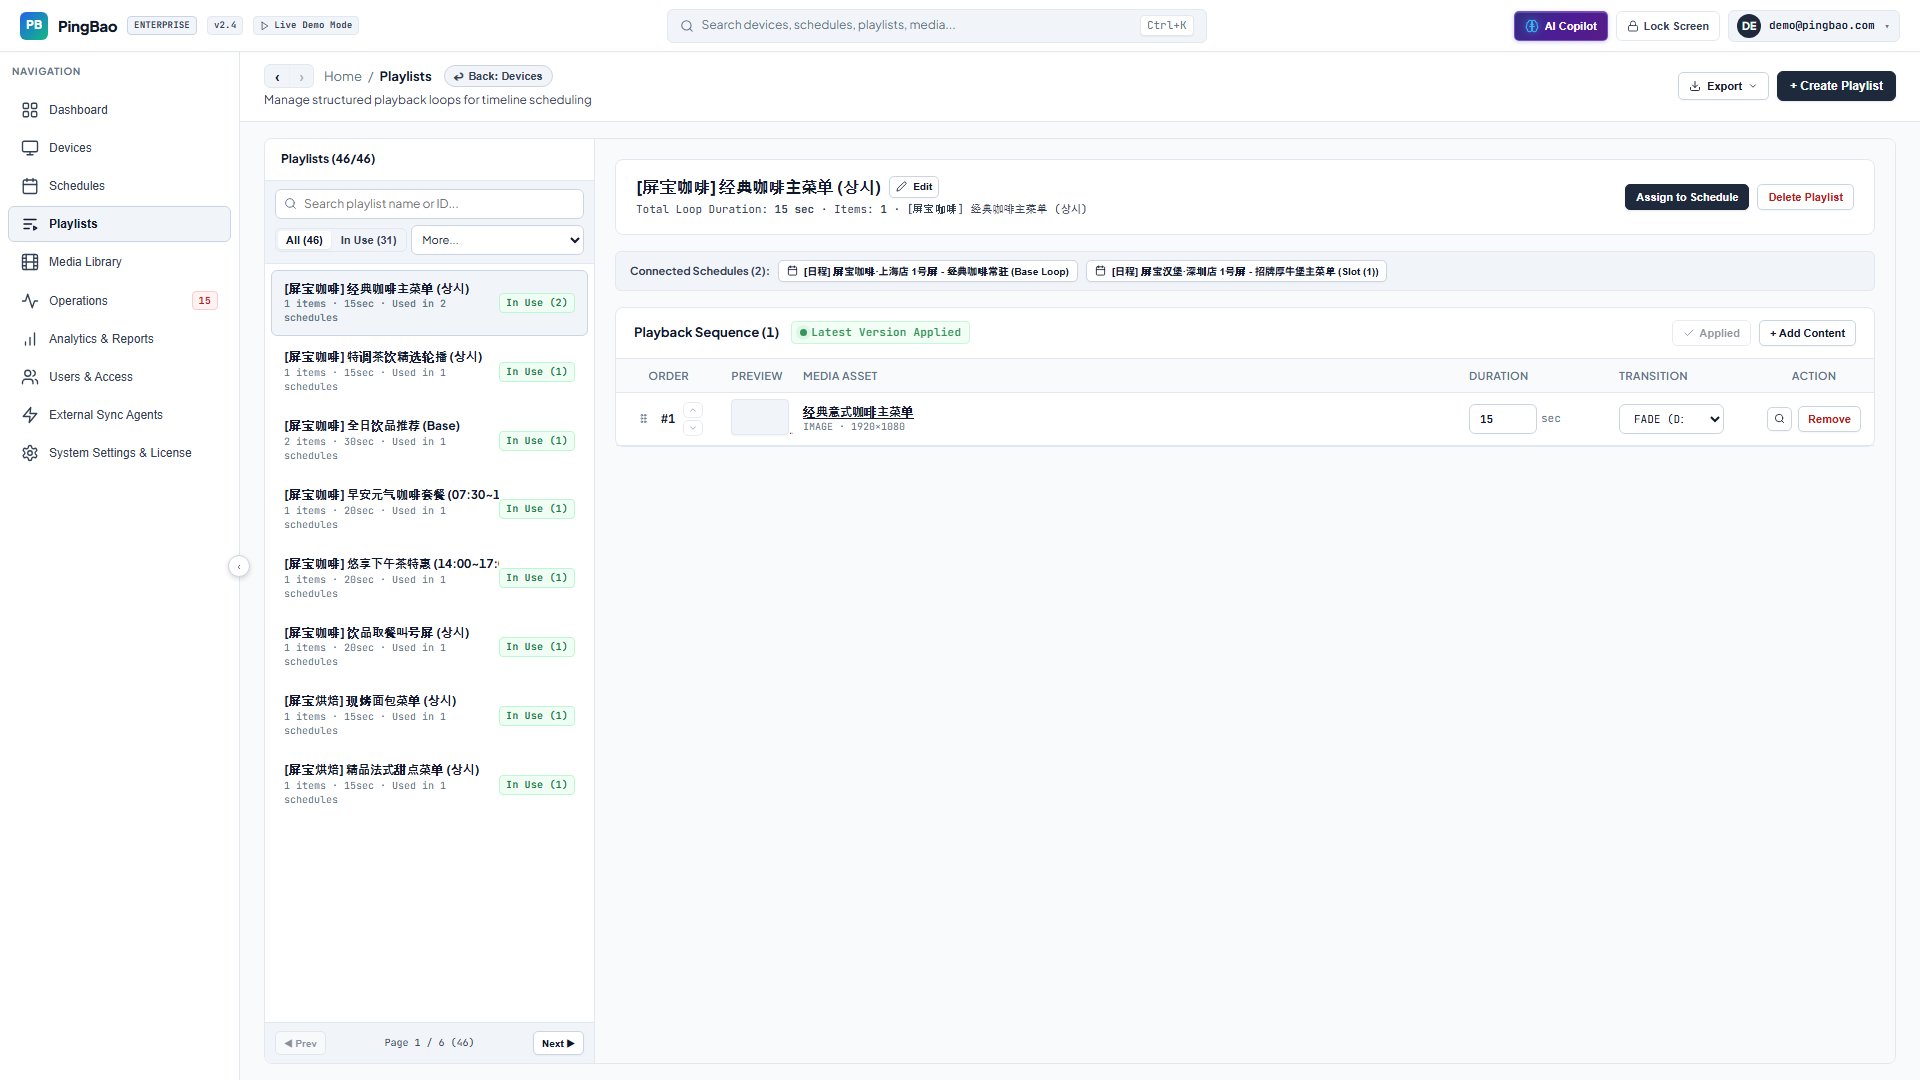 PB PingBao ENTERPRISE v2.4 Live Demo Mode
Search devices, schedules, playlists, media... Ctrl+K
AI Copilot Lock Screen DE demo@pingbao.com
NAVIGATION
Dashboard
Devices
Schedules
Playlists
Media Library
Operations 15
Analytics & Reports
Users & Access
External Sync Agents
System Settings & License
Home / Playlists Back: Devices
Manage structured playback loops for timeline scheduling
Export + Create Playlist
Playlists (46/46)
Search playlist name or ID...
All (46) In Use (31) More...
[屏宝咖啡] 经典咖啡主菜单 (상시)
1 items · 15sec · Used in 2
schedules
In Use (2)
[屏宝咖啡] 特调茶饮精选轮播 (상시)
1 items · 15sec · Used in 1
schedules
In Use (1)
[屏宝咖啡] 全日饮品推荐 (Base)
2 items · 30sec · Used in 1
schedules
In Use (1)
[屏宝咖啡] 早安元气咖啡套餐 (07:30~1
1 items · 20sec · Used in 1
schedules
In Use (1)
[屏宝咖啡] 悠享下午茶特惠 (14:00~17:
1 items · 20sec · Used in 1
schedules
In Use (1)
[屏宝咖啡] 饮品取餐叫号屏 (상시)
1 items · 20sec · Used in 1
schedules
In Use (1)
[屏宝烘焙] 现烤面包菜单 (상시)
1 items · 15sec · Used in 1
schedules
In Use (1)
[屏宝烘焙] 精品法式甜点菜单 (상시)
1 items · 15sec · Used in 1
schedules
In Use (1)
◀ Prev Page 1 / 6 (46) Next ▶
[屏宝咖啡] 经典咖啡主菜单 (상시) Edit
Total Loop Duration: 15 sec · Items: 1 · [屏宝咖啡] 经典咖啡主菜单 (상시)
Assign to Schedule Delete Playlist
Connected Schedules (2): [日程] 屏宝咖啡·上海店 1号屏 - 经典咖啡常驻 (Base Loop) [日程] 屏宝汉堡·深圳店 1号屏 - 招牌厚牛堡主菜单 (Slot (1))
Playback Sequence (1) Latest Version Applied
Applied + Add Content
ORDER PREVIEW MEDIA ASSET DURATION TRANSITION ACTION
#1 经典意式咖啡主菜单 15 sec FADE (D: Remove
IMAGE · 1920×1080